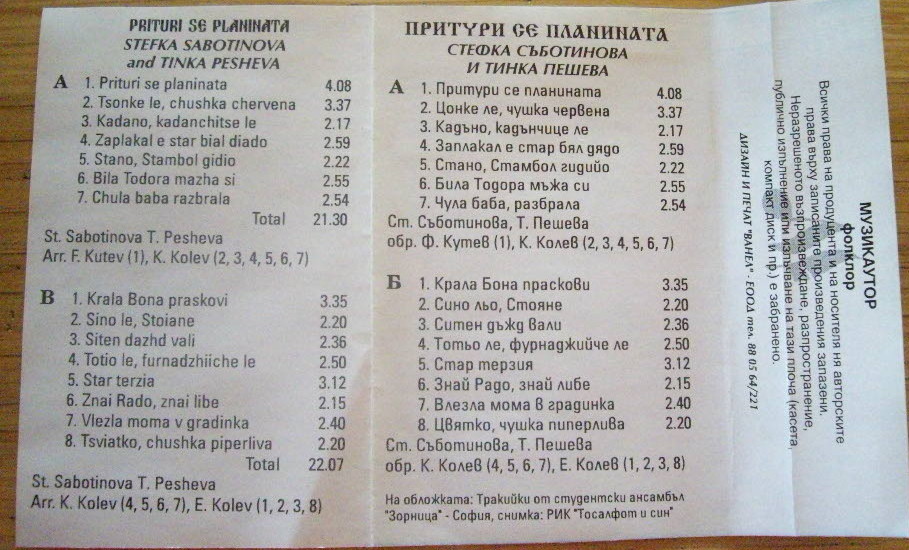 PRITURI SE PLANINATA
STEFKA SABOTINOVA
and TINKA PESHEVA
A 1. Prituri se planinata 4.08
2. Tsonke le, chushka chervena 3.37
3. Kadano, kadanchitse le 2.17
4. Zaplakal e star bial diado 2.59
5. Stano, Stambol gidio 2.22
6. Bila Todora mazha si 2.55
7. Chula baba razbrala 2.54
Total 21.30
St. Sabotinova T. Pesheva
Arr. F. Kutev (1), K. Kolev (2, 3, 4, 5, 6, 7)
B 1. Krala Bona praskovi 3.35
2. Sino le, Stoiane 2.20
3. Siten dazhd vali 2.36
4. Totio le, furnadzhiiche le 2.50
5. Star terzia 3.12
6. Znai Rado, znai libe 2.15
7. Vlezla moma v gradinka 2.40
8. Tsviatko, chushka piperliva 2.20
Total 22.07
St. Sabotinova T. Pesheva
Arr. K. Kolev (4, 5, 6, 7), E. Kolev (1, 2, 3, 8)
ПРИТУРИ СЕ ПЛАНИНАТА
СТЕФКА СЪБОТИНОВА
И ТИНКА ПЕШЕВА
А 1. Притури се планината 4.08
2. Цонке ле, чушка червена 3.37
3. Кадъно, кадънчице ле 2.17
4. Заплакал е стар бял дядо 2.59
5. Стано, Стамбол гидийо 2.22
6. Била Тодора мъжа си 2.55
7. Чула баба, разбрала 2.54
Ст. Съботинова, Т. Пешева
обр. Ф. Кутев (1), К. Колев (2, 3, 4, 5, 6, 7)
Б 1. Крала Бона праскови 3.35
2. Сино льо, Стояне 2.20
3. Ситен дъжд вали 2.36
4. Тотьо ле, фурнаджийче ле 2.50
5. Стар терзия 3.12
6. Знай Радо, знай либе 2.15
7. Влезла мома в градинка 2.40
8. Цвятко, чушка пиперлива 2.20
Ст. Съботинова, Т. Пешева
обр. К. Колев (4, 5, 6, 7), Е. Колев (1, 2, 3, 8)
На обложката: Тракийки от студентски ансамбъл
"Зорница" - София, снимка: РИК "Тосалфот и син"
МУЗИКАУТОР
фолклор
Всички права на продуцента и на носителя ня авторските
права върху записаните произведения запазени.
Неразрешеното възпроизвеждане, разпространение,
публично изпълнение или излъчване на тази плоча (касета,
компакт диск и пр.) е забранено.
ДИЗАЙН И ПЕЧАТ "ВАНЕЛ" - ЕООД тел. 88 05 64/221